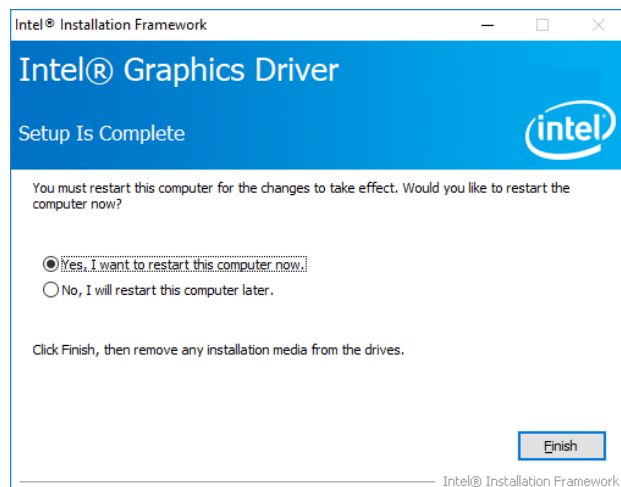 Intel® Installation Framework
Intel® Graphics Driver
Setup Is Complete
intel
You must restart this computer for the changes to take effect. Would you like to restart the
computer now?
Yes, I want to restart this computer now.
No, I will restart this computer later.
Click Finish, then remove any installation media from the drives.
Finish
Intel® Installation Framework